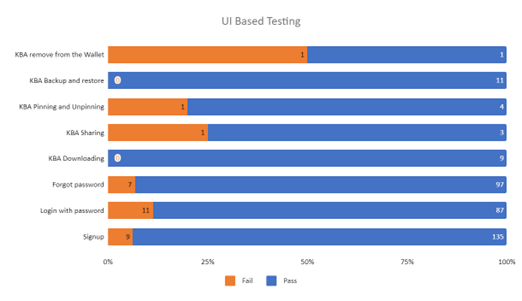 UI Based Testing
KBA remove from the Wallet 1 1
KBA Backup and restore 0 11
KBA Pinning and Unpinning 1 4
KBA Sharing 1 3
KBA Downloading 0 9
Forgot password 7 97
Login with password 11 87
Signup 9 135
0% 25% 50% 75% 100%
Fail Pass